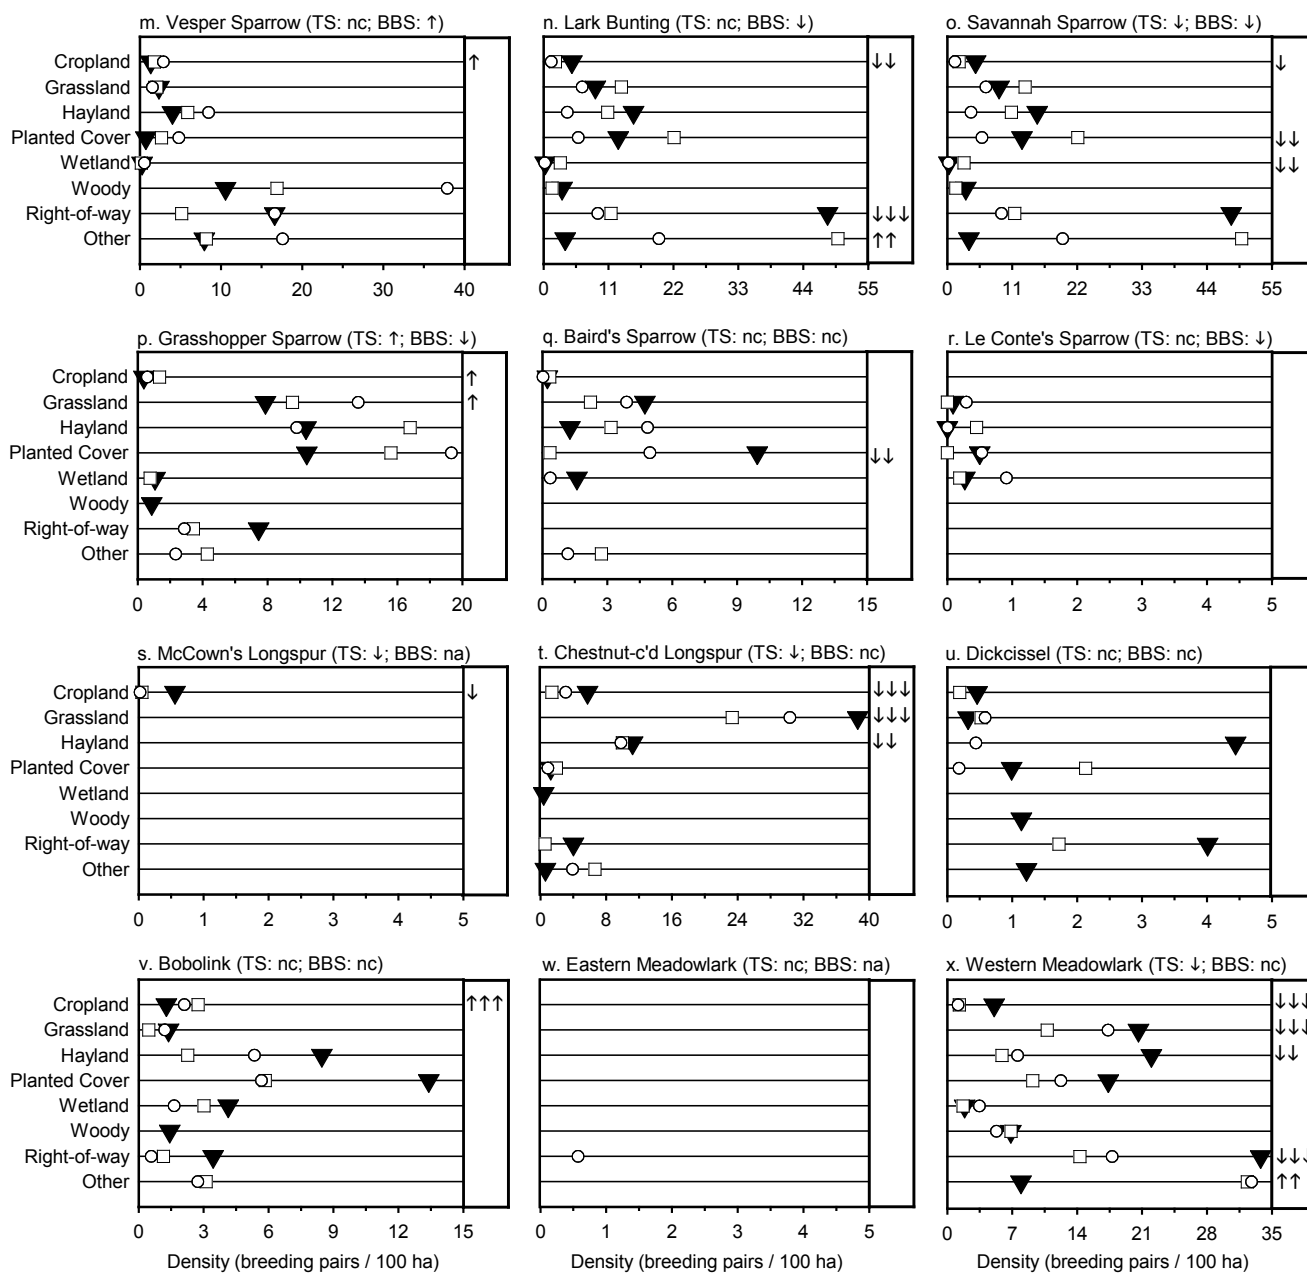 m. Vesper Sparrow (TS: nc; BBS: ↑)
n. Lark Bunting (TS: nc; BBS: ↓)
o. Savannah Sparrow (TS: ↓; BBS: ↓)
Cropland ↑ ↓↓ ↓
Grassland
Hayland
Planted Cover ↓↓
Wetland ↓↓
Woody
Right-of-way ↓↓↓
Other ↑↑
0 10 20 30 40
0 11 22 33 44 55
0 11 22 33 44 55
p. Grasshopper Sparrow (TS: ↑; BBS: ↓)
q. Baird's Sparrow (TS: nc; BBS: nc)
r. Le Conte's Sparrow (TS: nc; BBS: ↓)
Cropland ↑
Grassland ↑
Hayland
Planted Cover ↓↓
Wetland
Woody
Right-of-way
Other
0 4 8 12 16 20
0 3 6 9 12 15
0 1 2 3 4 5
s. McCown's Longspur (TS: ↓; BBS: na)
t. Chestnut-c'd Longspur (TS: ↓; BBS: nc)
u. Dickcissel (TS: nc; BBS: nc)
Cropland ↓ ↓↓↓
Grassland ↓↓↓
Hayland ↓↓
Planted Cover
Wetland
Woody
Right-of-way
Other
0 1 2 3 4 5
0 8 16 24 32 40
0 1 2 3 4 5
v. Bobolink (TS: nc; BBS: nc)
w. Eastern Meadowlark (TS: nc; BBS: na)
x. Western Meadowlark (TS: ↓; BBS: nc)
Cropland ↑↑↑ ↓↓↓
Grassland ↓↓↓
Hayland ↓↓
Planted Cover
Wetland
Woody
Right-of-way ↓↓↓
Other ↑↑
0 3 6 9 12 15
0 1 2 3 4 5
0 7 14 21 28 35
Density (breeding pairs / 100 ha)
Density (breeding pairs / 100 ha)
Density (breeding pairs / 100 ha)